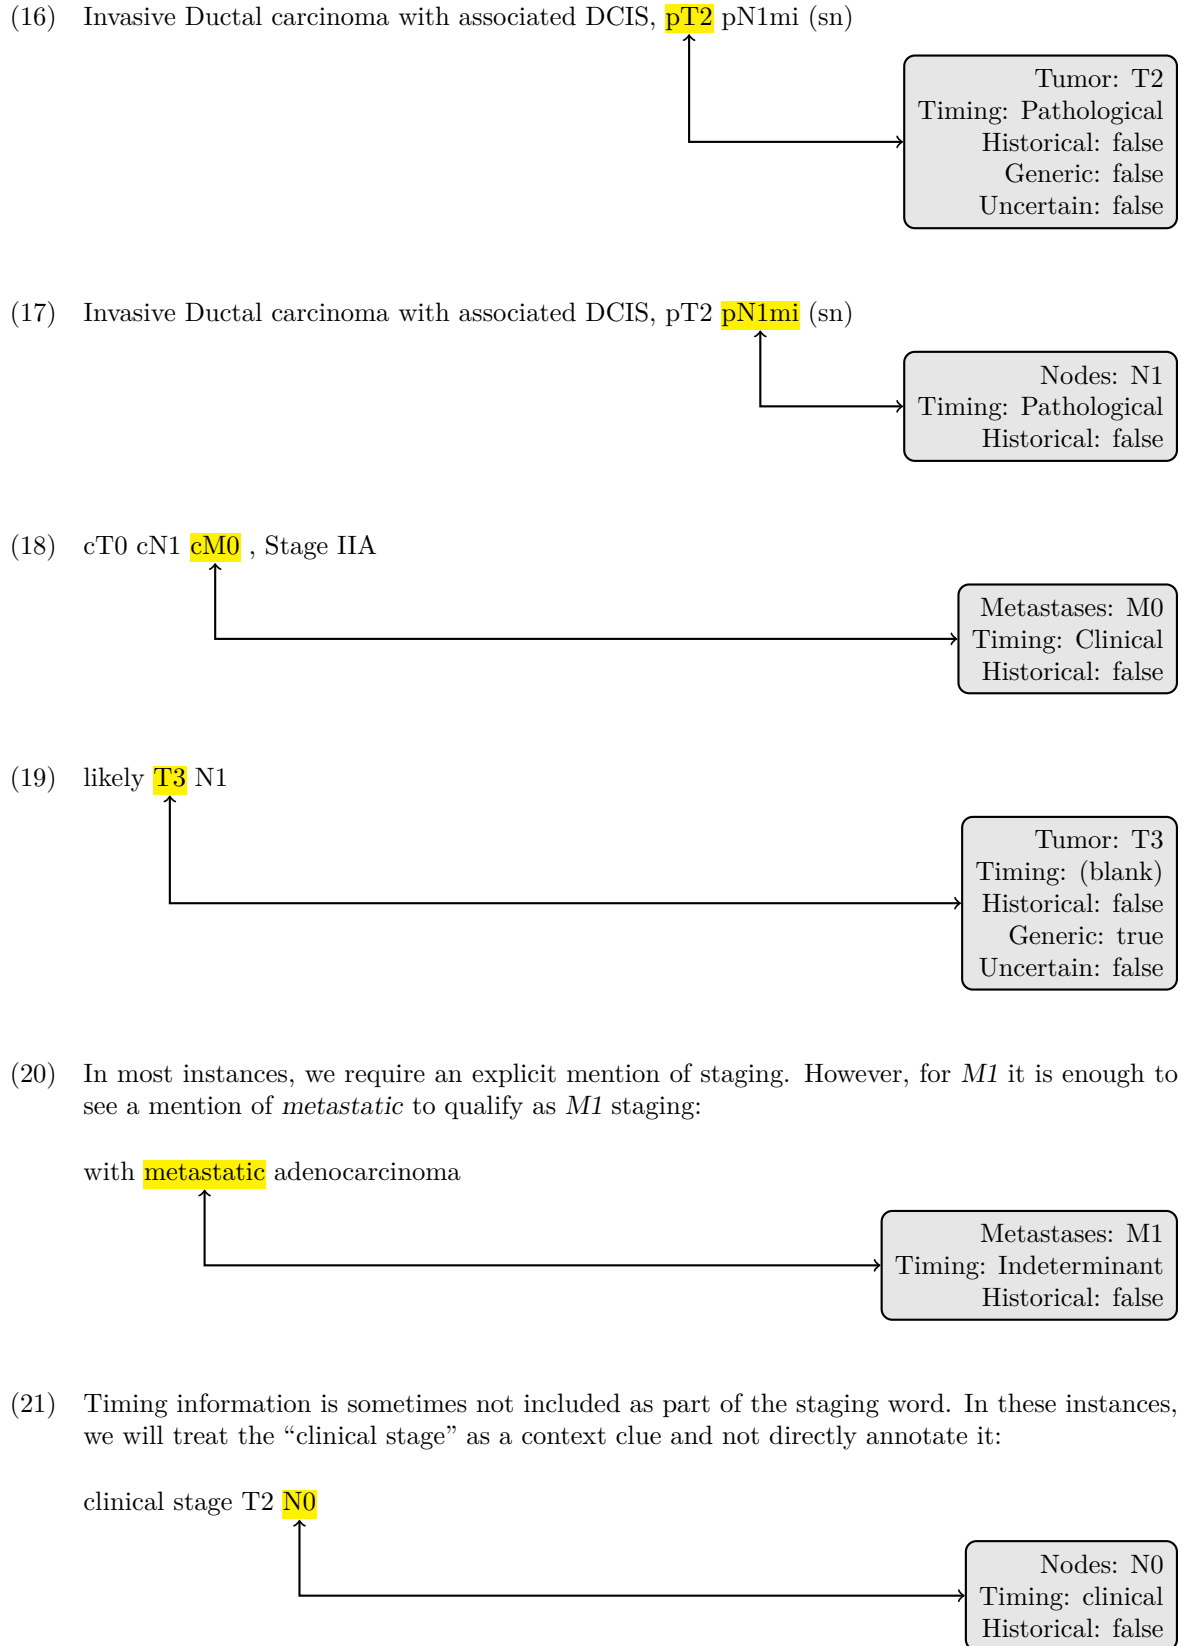 (16) Invasive Ductal carcinoma with associated DCIS, pT2 pN1mi (sn)
Tumor: T2
Timing: Pathological
Historical: false
Generic: false
Uncertain: false
(17) Invasive Ductal carcinoma with associated DCIS, pT2 pN1mi (sn)
Nodes: N1
Timing: Pathological
Historical: false
(18) cT0 cN1 cM0 , Stage IIA
Metastases: M0
Timing: Clinical
Historical: false
(19) likely T3 N1
Tumor: T3
Timing: (blank)
Historical: false
Generic: true
Uncertain: false
(20) In most instances, we require an explicit mention of staging. However, for M1 it is enough to
see a mention of metastatic to qualify as M1 staging:
with metastatic adenocarcinoma
Metastases: M1
Timing: Indeterminant
Historical: false
(21) Timing information is sometimes not included as part of the staging word. In these instances,
we will treat the “clinical stage” as a context clue and not directly annotate it:
clinical stage T2 N0
Nodes: N0
Timing: clinical
Historical: false